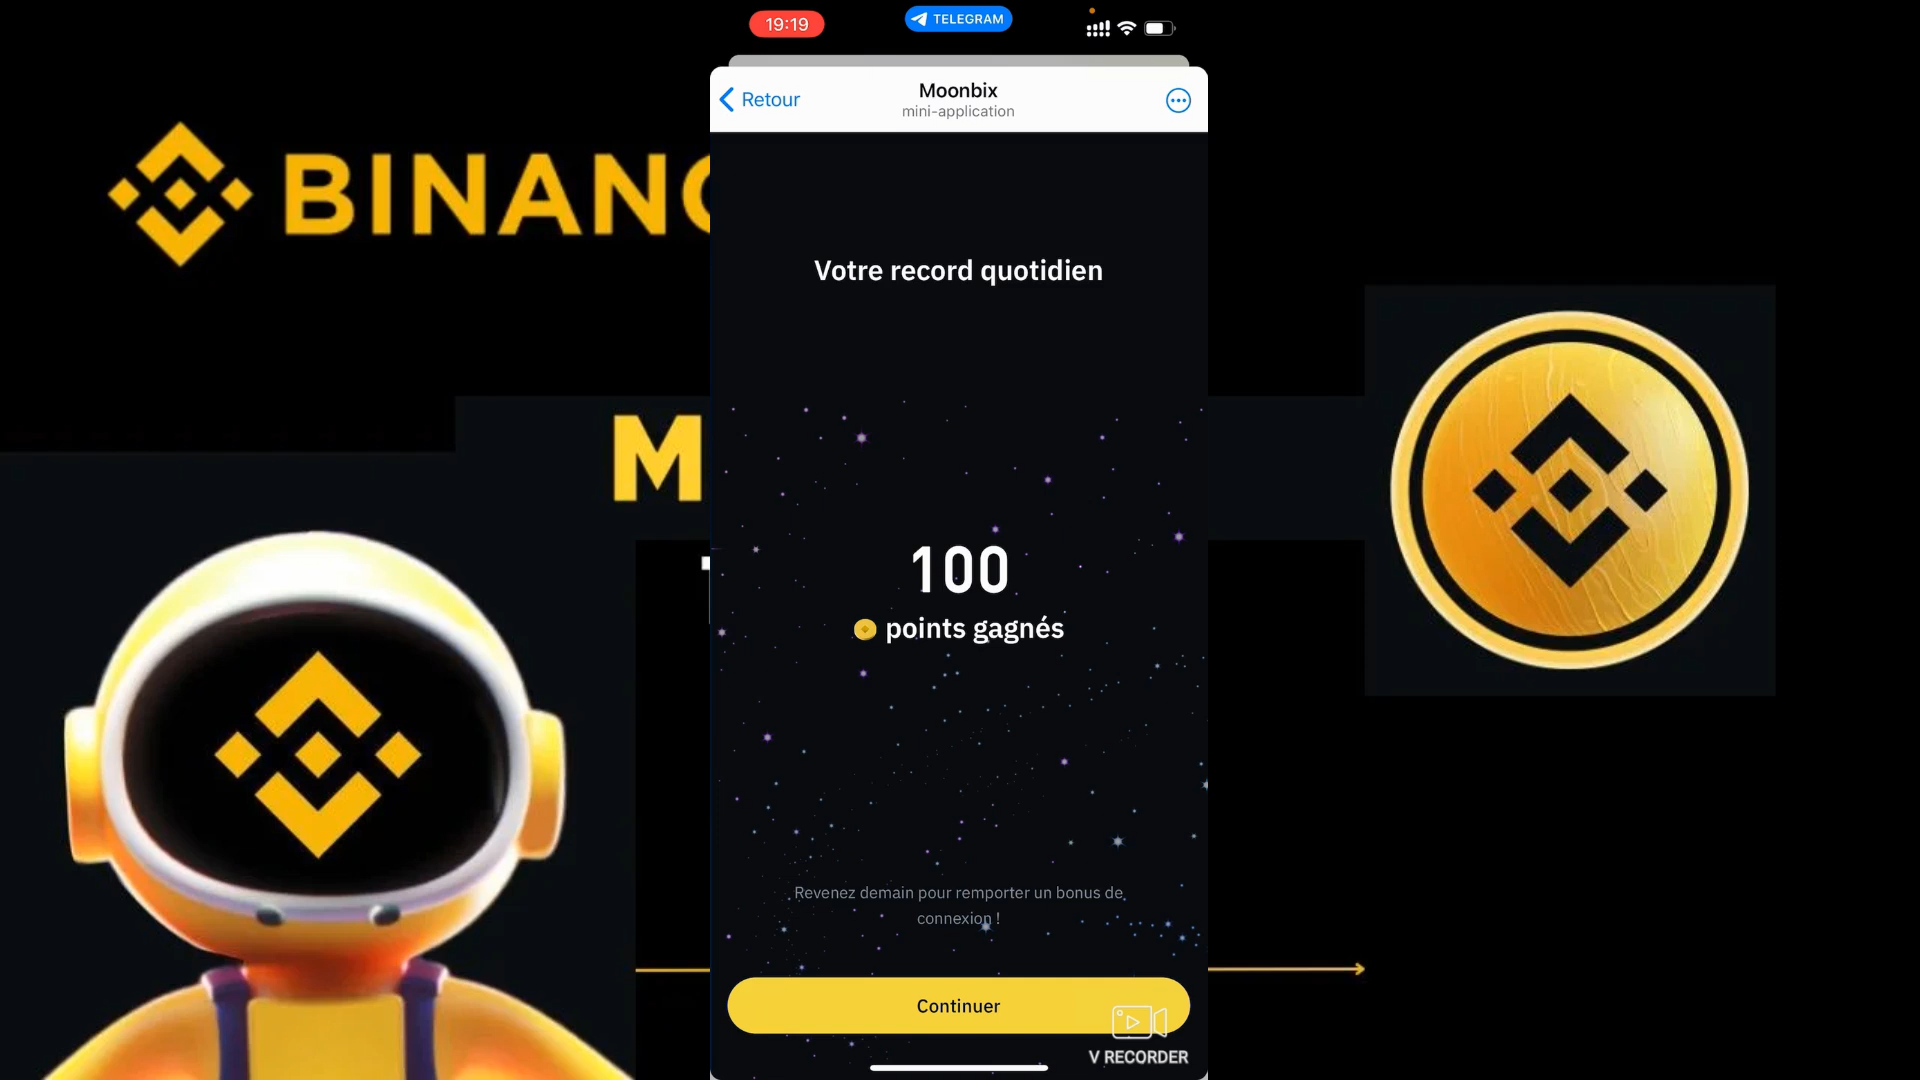 19:19
TELEGRAM
Retour
Moonbix
mini-application
BINANC
Votre record quotidien
M
100
points gagnés
Revenez demain pour remporter un bonus de
connexion !
Continuer
V RECORDER